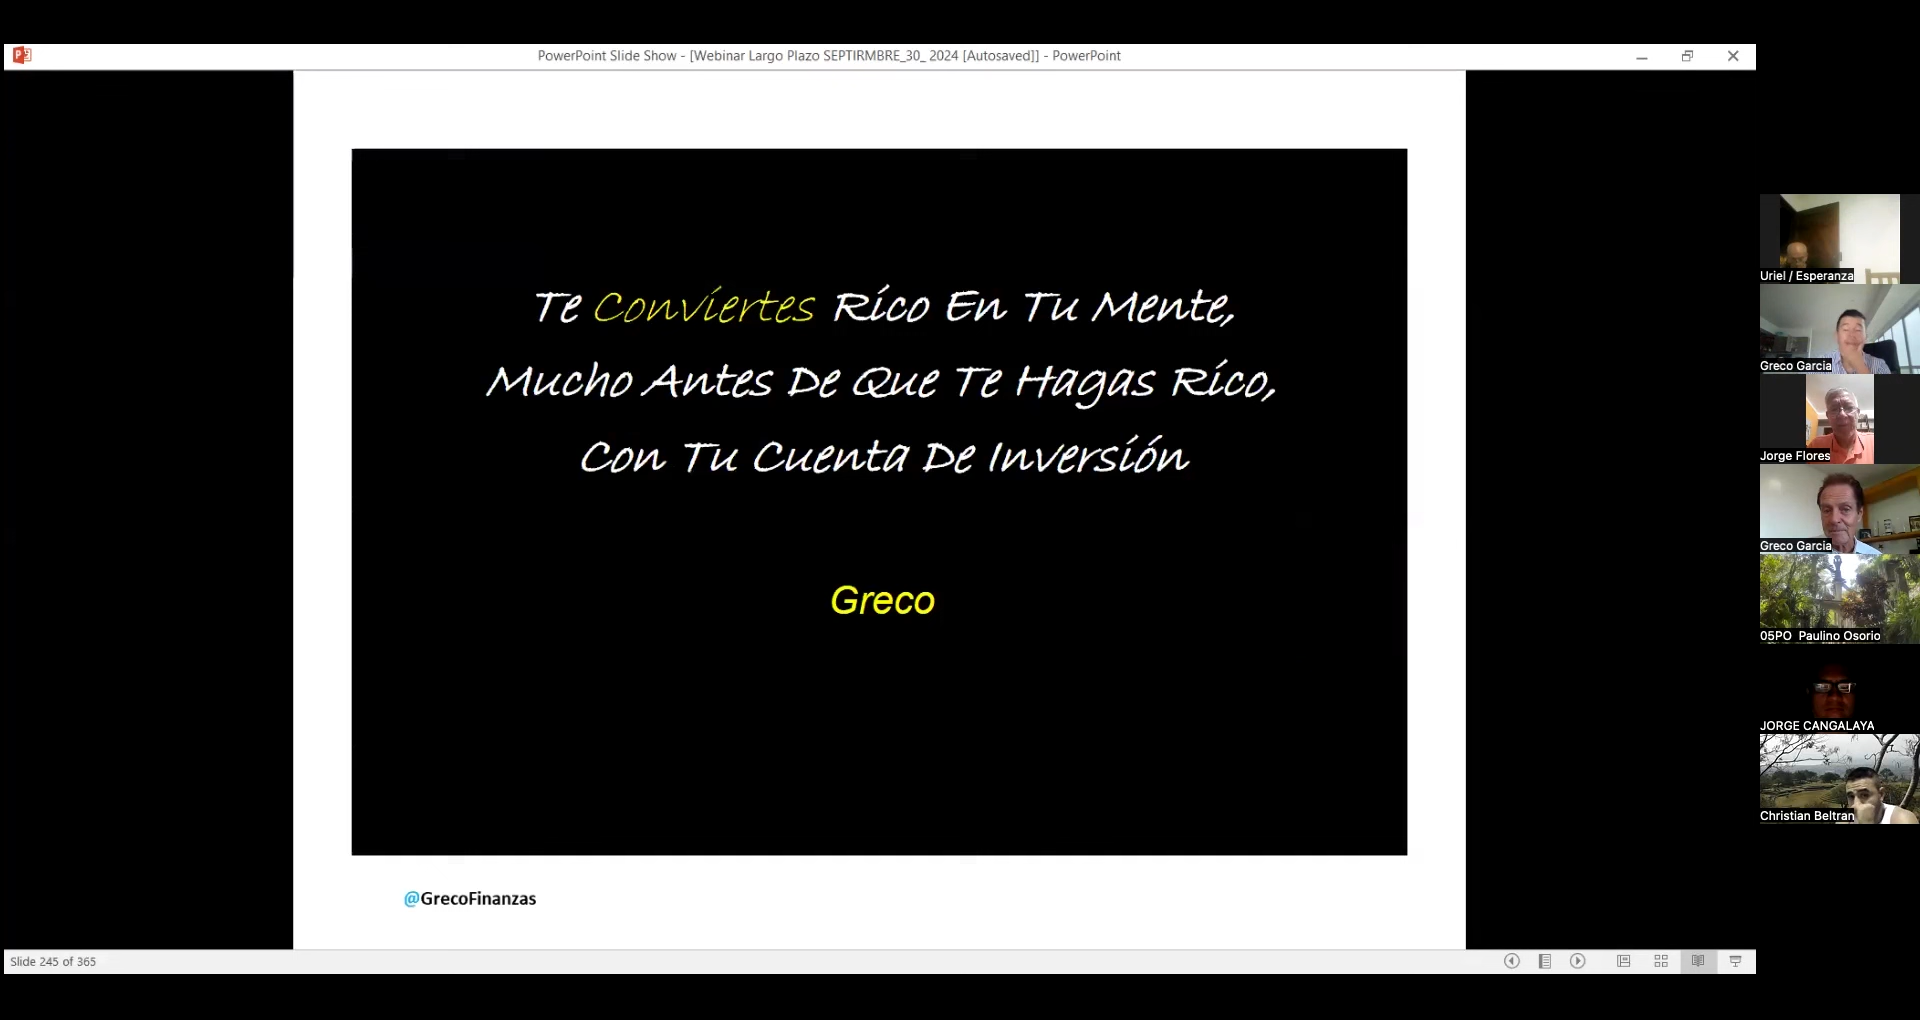 PowerPoint Slide Show - [Webinar Largo Plazo SEPTIRMBRE_30_ 2024 [Autosaved]] - PowerPoint
Te Conviertes Rico En Tu Mente,
Mucho Antes De Que Te Hagas Rico,
Con Tu Cuenta De Inversión
Greco
@GrecoFinanzas
Slide 245 of 365
Uriel / Esperanza
Greco Garcia
Jorge Flores
Greco Garcia
05PO Paulino Osorio
JORGE CANGALAYA
Christian Beltran